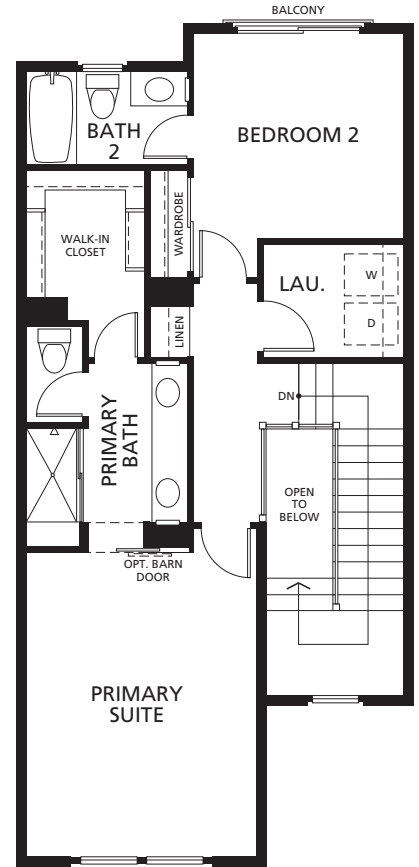 BALCONY
BATH
2
BEDROOM 2
WARDROBE
WALK-IN
CLOSET
LAU.
W
D
LINEN
DN
PRIMARY
BATH
OPEN
TO
BELOW
OPT. BARN
DOOR
PRIMARY
SUITE